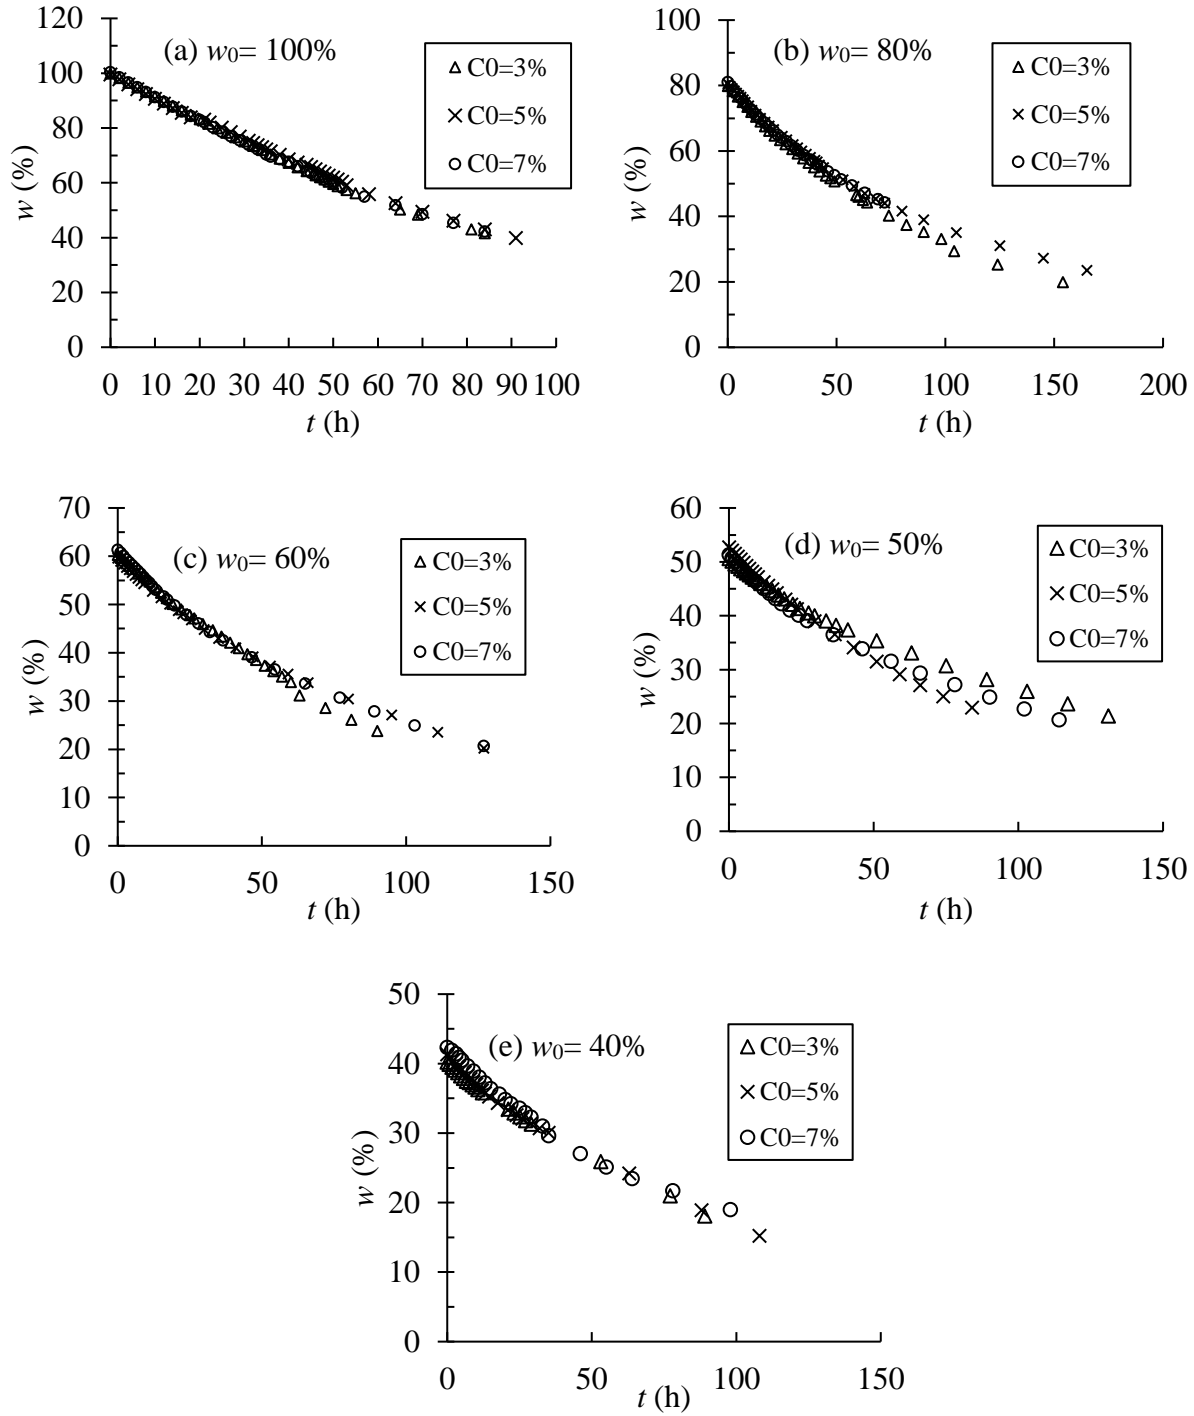 (a) w0= 100%
120
100
80
60
40
20
0
w (%)
0 10 20 30 40 50 60 70 80 90 100
t (h)
C0=3%
C0=5%
C0=7%
(b) w0= 80%
100
80
60
40
20
0
w (%)
0 50 100 150 200
t (h)
C0=3%
C0=5%
C0=7%
(c) w0= 60%
70
60
50
40
30
20
10
0
w (%)
0 50 100 150
t (h)
C0=3%
C0=5%
C0=7%
(d) w0= 50%
60
50
40
30
20
10
0
w (%)
0 50 100 150
t (h)
C0=3%
C0=5%
C0=7%
(e) w0= 40%
50
40
30
20
10
0
w (%)
0 50 100 150
t (h)
C0=3%
C0=5%
C0=7%